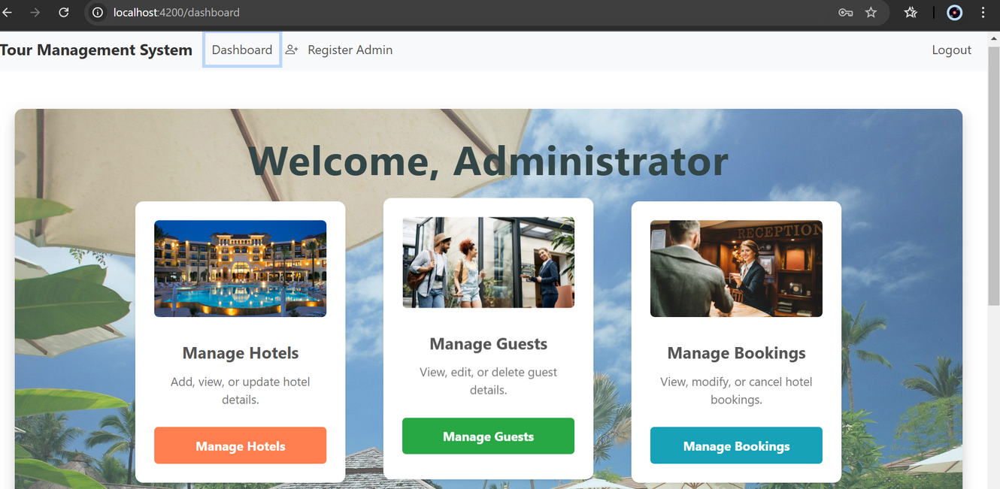 localhost:4200/dashboard
Tour Management System Dashboard Register Admin Logout
Welcome, Administrator
RECEPTION
Manage Hotels
Add, view, or update hotel
details.
Manage Hotels
Manage Guests
View, edit, or delete guest
details.
Manage Guests
Manage Bookings
View, modify, or cancel hotel
bookings.
Manage Bookings